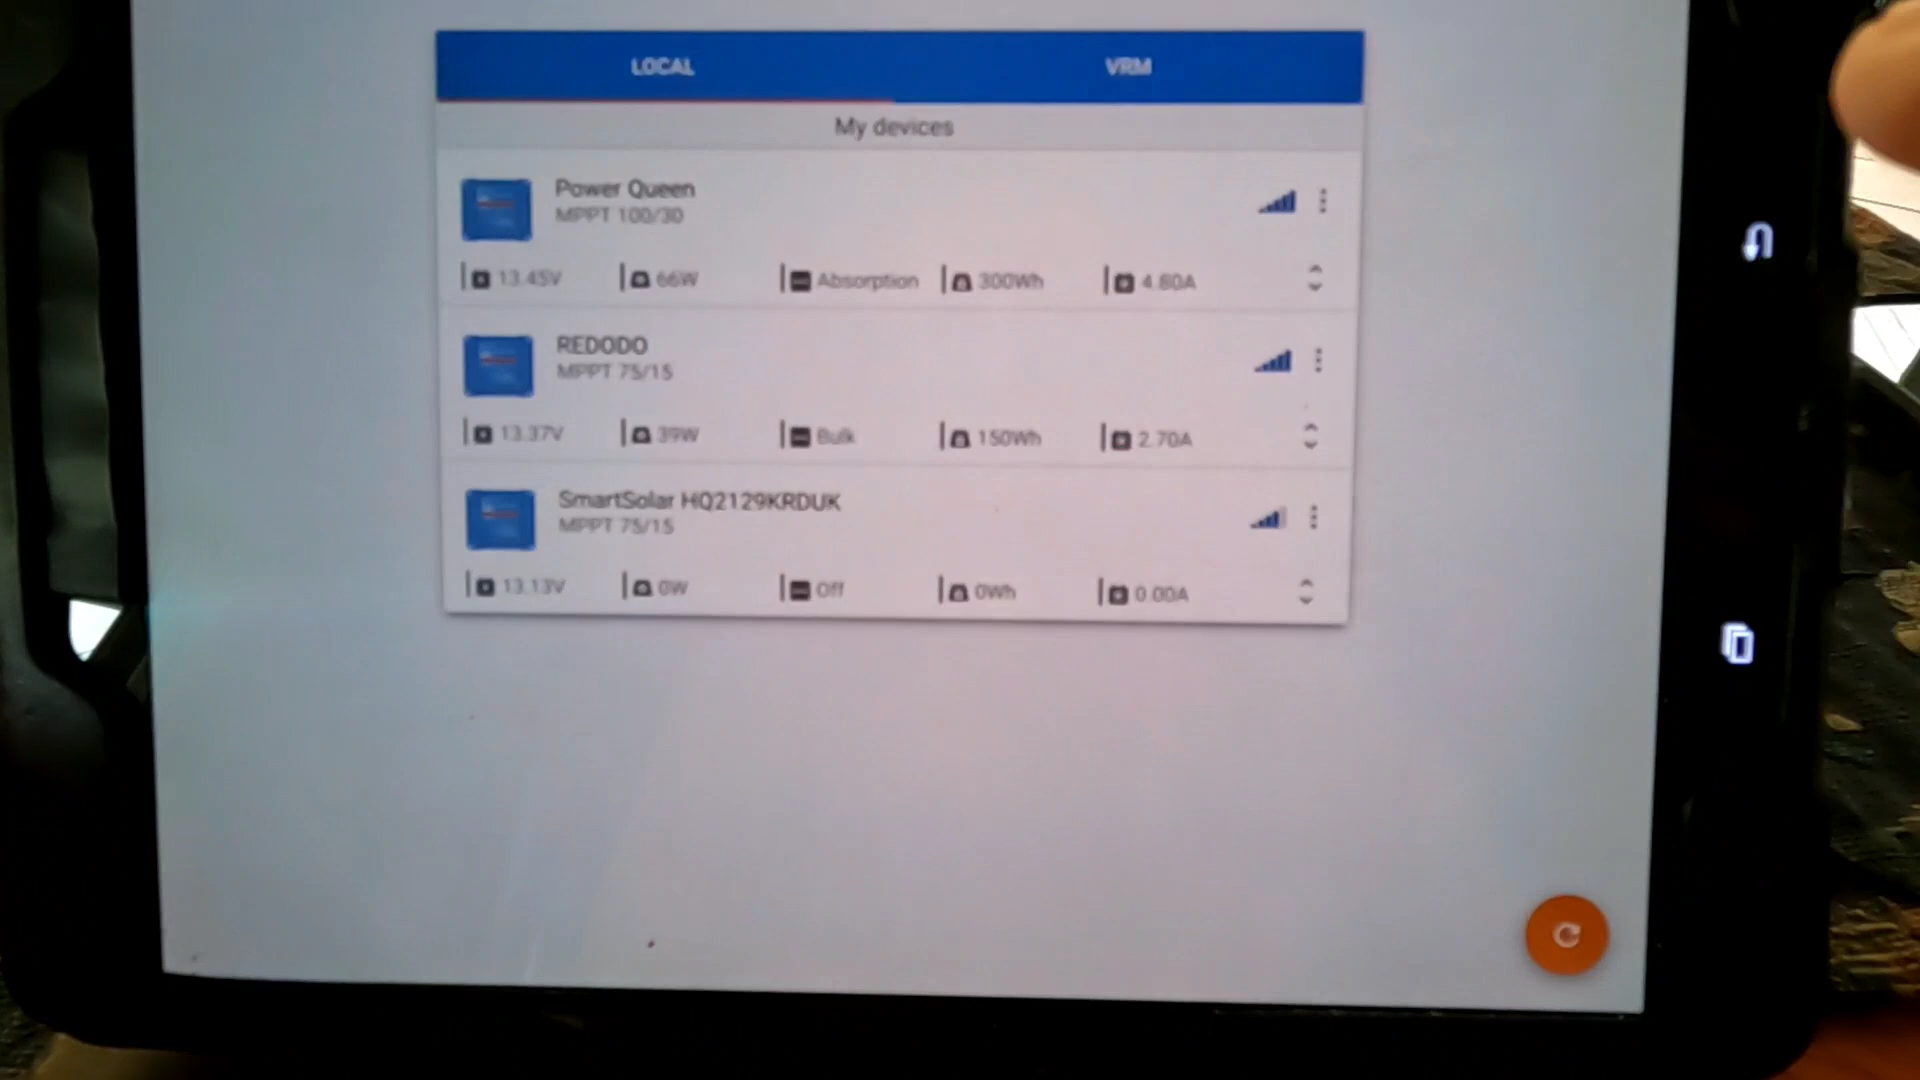 LOCAL VRM
My devices
Power Queen
MPPT 100/30
13.45V 66W Absorption 300Wh 4.80A
REDODO
MPPT 75/15
13.37V 39W Bulk 150Wh 2.70A
SmartSolar HQ2129KRDUK
MPPT 75/15
13.13V 0W Off 0Wh 0.00A